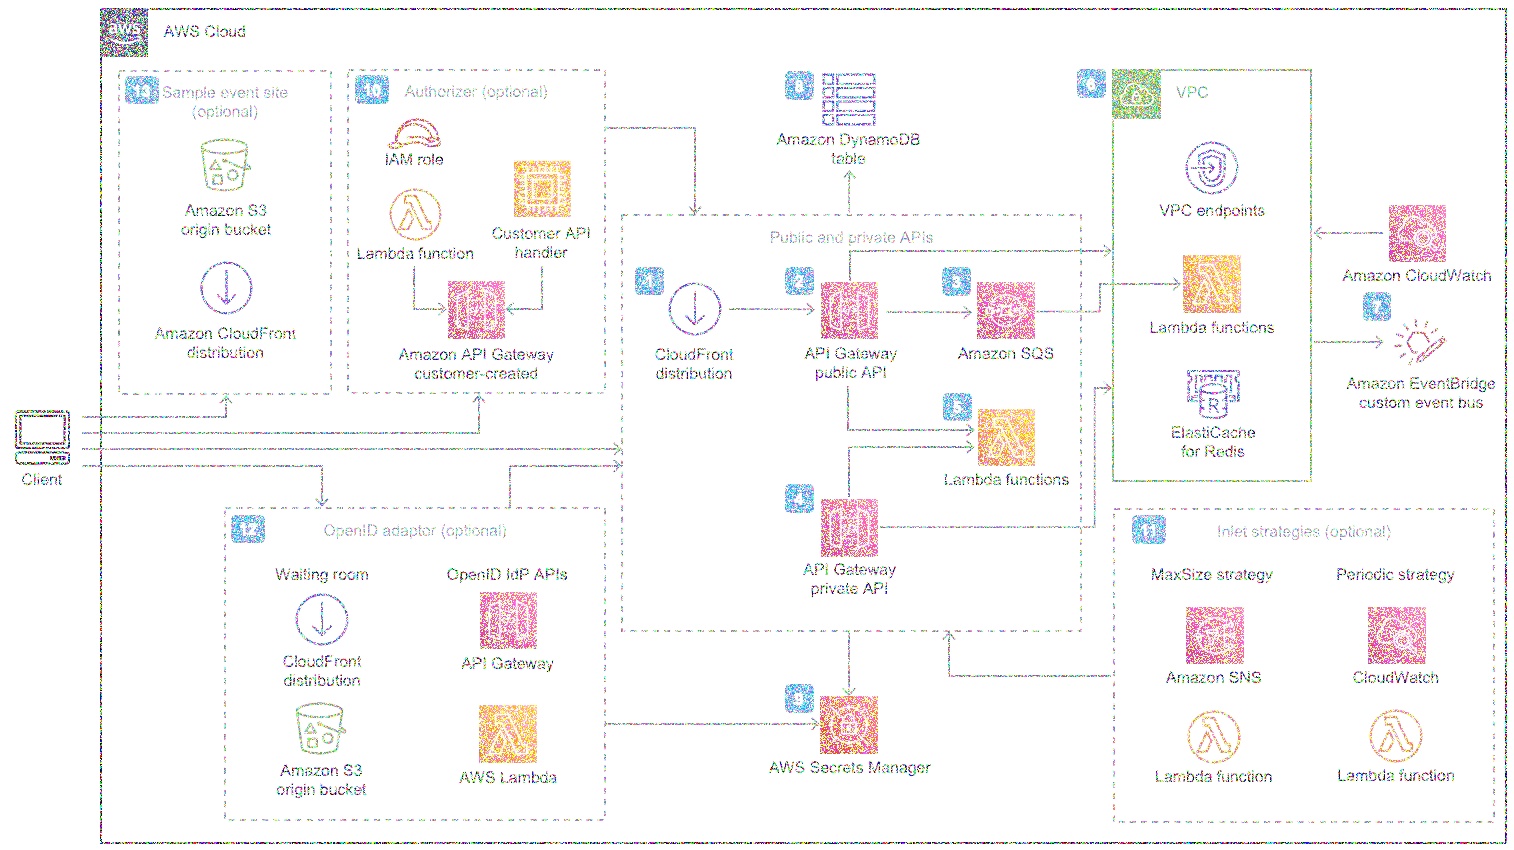 aws
AWS Cloud
13
Sample event site
(optional)
Amazon S3
origin bucket
Amazon CloudFront
distribution
10
Authorizer (optional)
IAM role
Lambda function
Customer API
handler
Amazon API Gateway
customer-created
8
Amazon DynamoDB
table
6
VPC
VPC endpoints
Lambda functions
ElastiCache
for Redis
R
Amazon CloudWatch
7
Amazon EventBridge
custom event bus
Public and private APIs
1
CloudFront
distribution
2
API Gateway
public API
3
Amazon SQS
5
Lambda functions
4
API Gateway
private API
Client
12
OpenID adaptor (optional)
Waiting room
CloudFront
distribution
Amazon S3
origin bucket
OpenID IdP APIs
API Gateway
AWS Lambda
9
AWS Secrets Manager
11
Inlet strategies (optional)
MaxSize strategy
Amazon SNS
Lambda function
Periodic strategy
CloudWatch
Lambda function